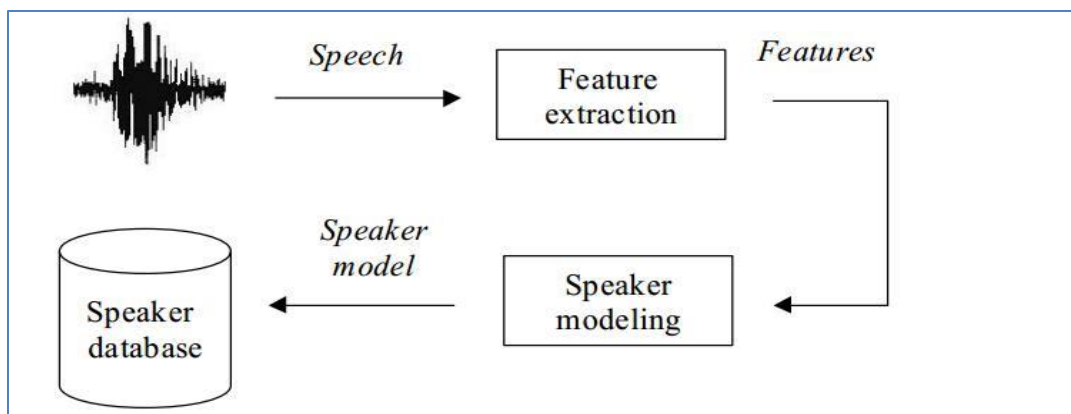 Speech
Feature
extraction
Features
Speaker
model
Speaker
modeling
Speaker
database